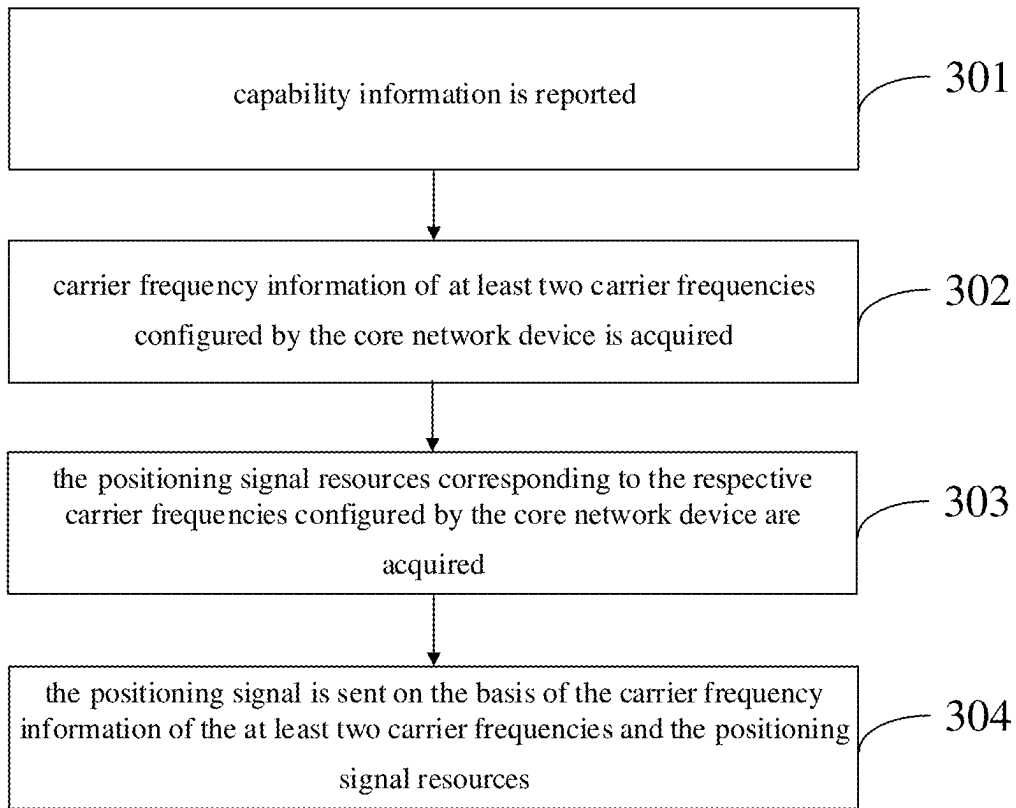 capability information is reported
301
carrier frequency information of at least two carrier frequencies
configured by the core network device is acquired
302
the positioning signal resources corresponding to the respective
carrier frequencies configured by the core network device are
acquired
303
the positioning signal is sent on the basis of the carrier frequency
information of the at least two carrier frequencies and the positioning
signal resources
304